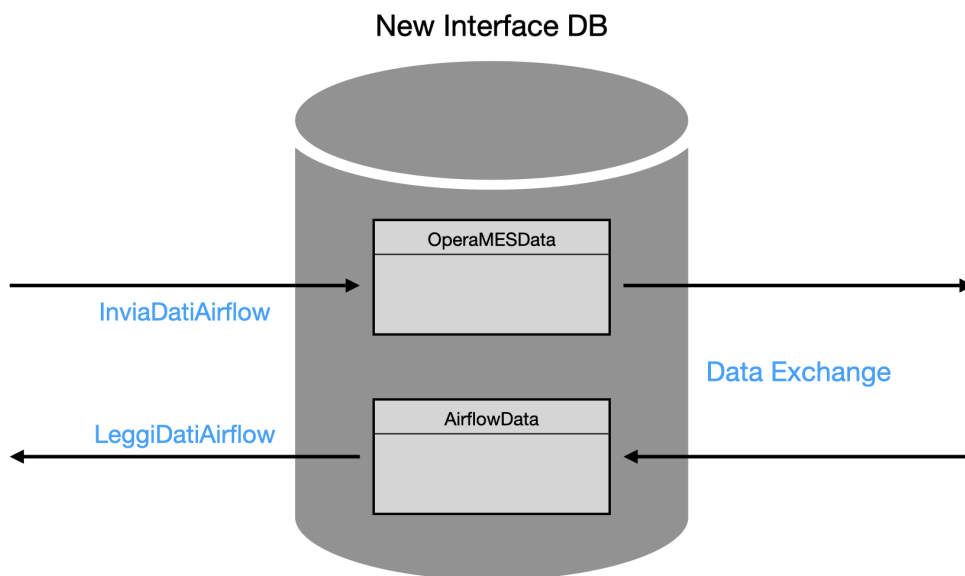 New Interface DB
OperaMESData
InviaDatiAirflow
Data Exchange
AirflowData
LeggiDatiAirflow